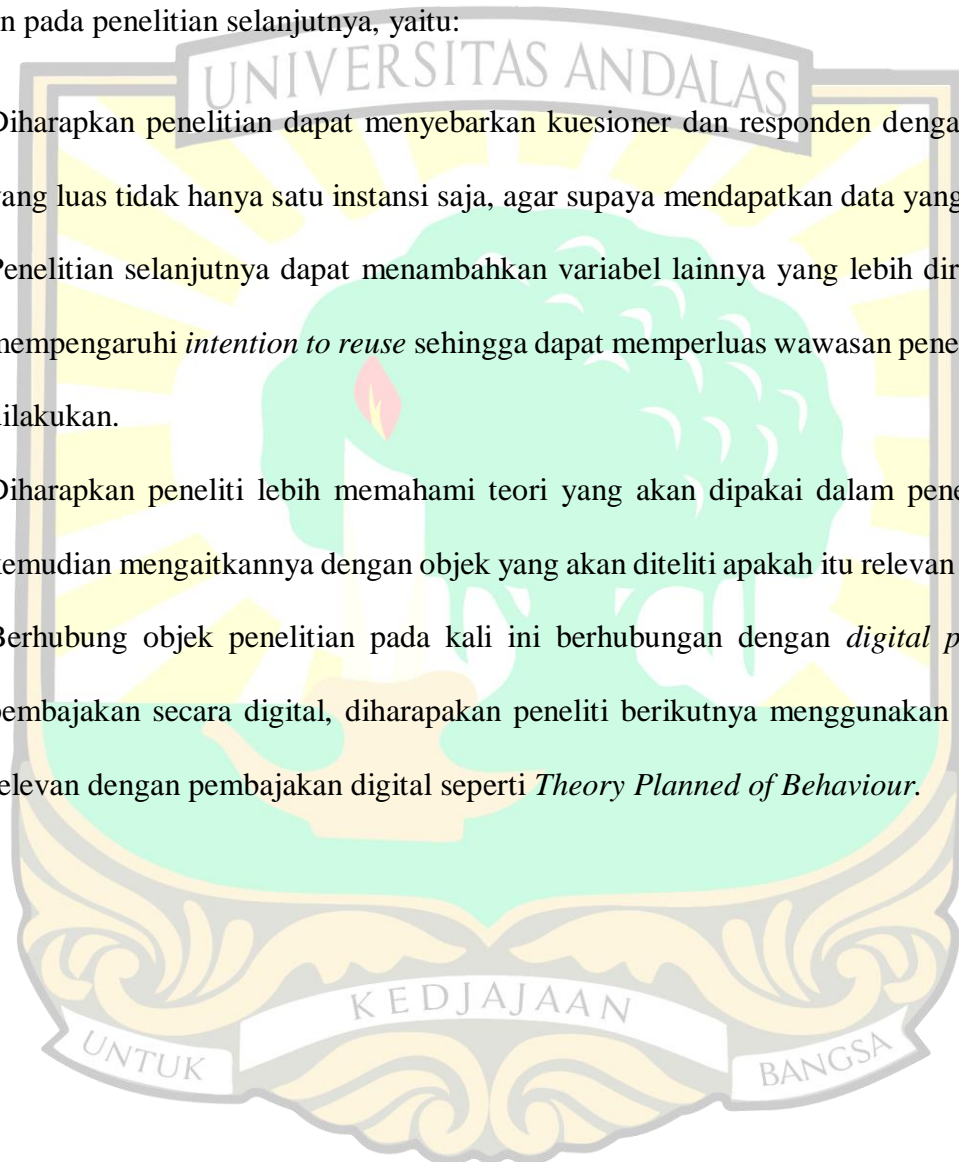 n pada penelitian selanjutnya, yaitu:
UNIVERSITAS ANDALAS
Diharapkan penelitian dapat menyebarkan kuesioner dan responden denga
yang luas tidak hanya satu instansi saja, agar supaya mendapatkan data yang
Penelitian selanjutnya dapat menambahkan variabel lainnya yang lebih dir
mempengaruhi intention to reuse sehingga dapat memperluas wawasan pene
dilakukan.
Diharapkan peneliti lebih memahami teori yang akan dipakai dalam pene
kemudian mengaitkannya dengan objek yang akan diteliti apakah itu relevan
Berhubung objek penelitian pada kali ini berhubungan dengan digital p
pembajakan secara digital, diharapakan peneliti berikutnya menggunakan
relevan dengan pembajakan digital seperti Theory Planned of Behaviour.
UNTUK KEDJAJAAN BANGSA